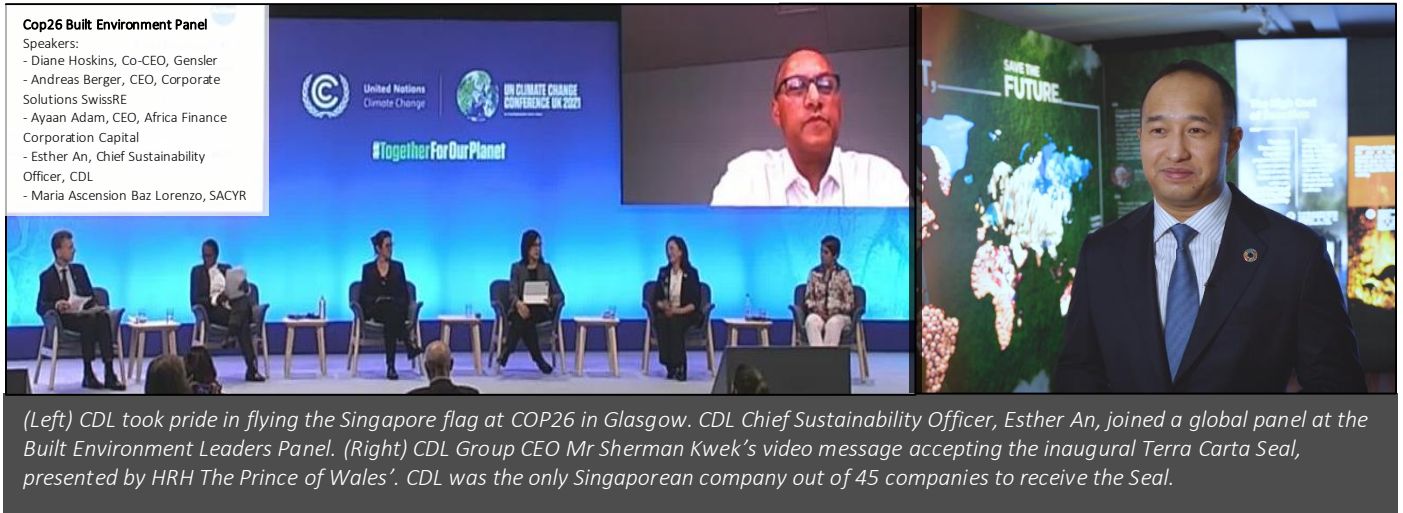 Cop26 Built Environment Panel
Speakers:
- Diane Hoskins, Co-CEO, Gensler
- Andreas Berger, CEO, Corporate
Solutions SwissRE
- Ayaan Adam, CEO, Africa Finance
Corporation Capital
- Esther An, Chief Sustainability
Officer, CDL
- Maria Ascension Baz Lorenzo, SACYR
United Nations
Climate Change
UN CLIMATE CHANGE
CONFERENCE UK 2021
#TogetherForOurPlanet
SAVE THE
FUTURE.
The High Cost
(Left) CDL took pride in flying the Singapore flag at COP26 in Glasgow. CDL Chief Sustainability Officer, Esther An, joined a global panel at the
Built Environment Leaders Panel. (Right) CDL Group CEO Mr Sherman Kwek’s video message accepting the inaugural Terra Carta Seal,
presented by HRH The Prince of Wales’. CDL was the only Singaporean company out of 45 companies to receive the Seal.